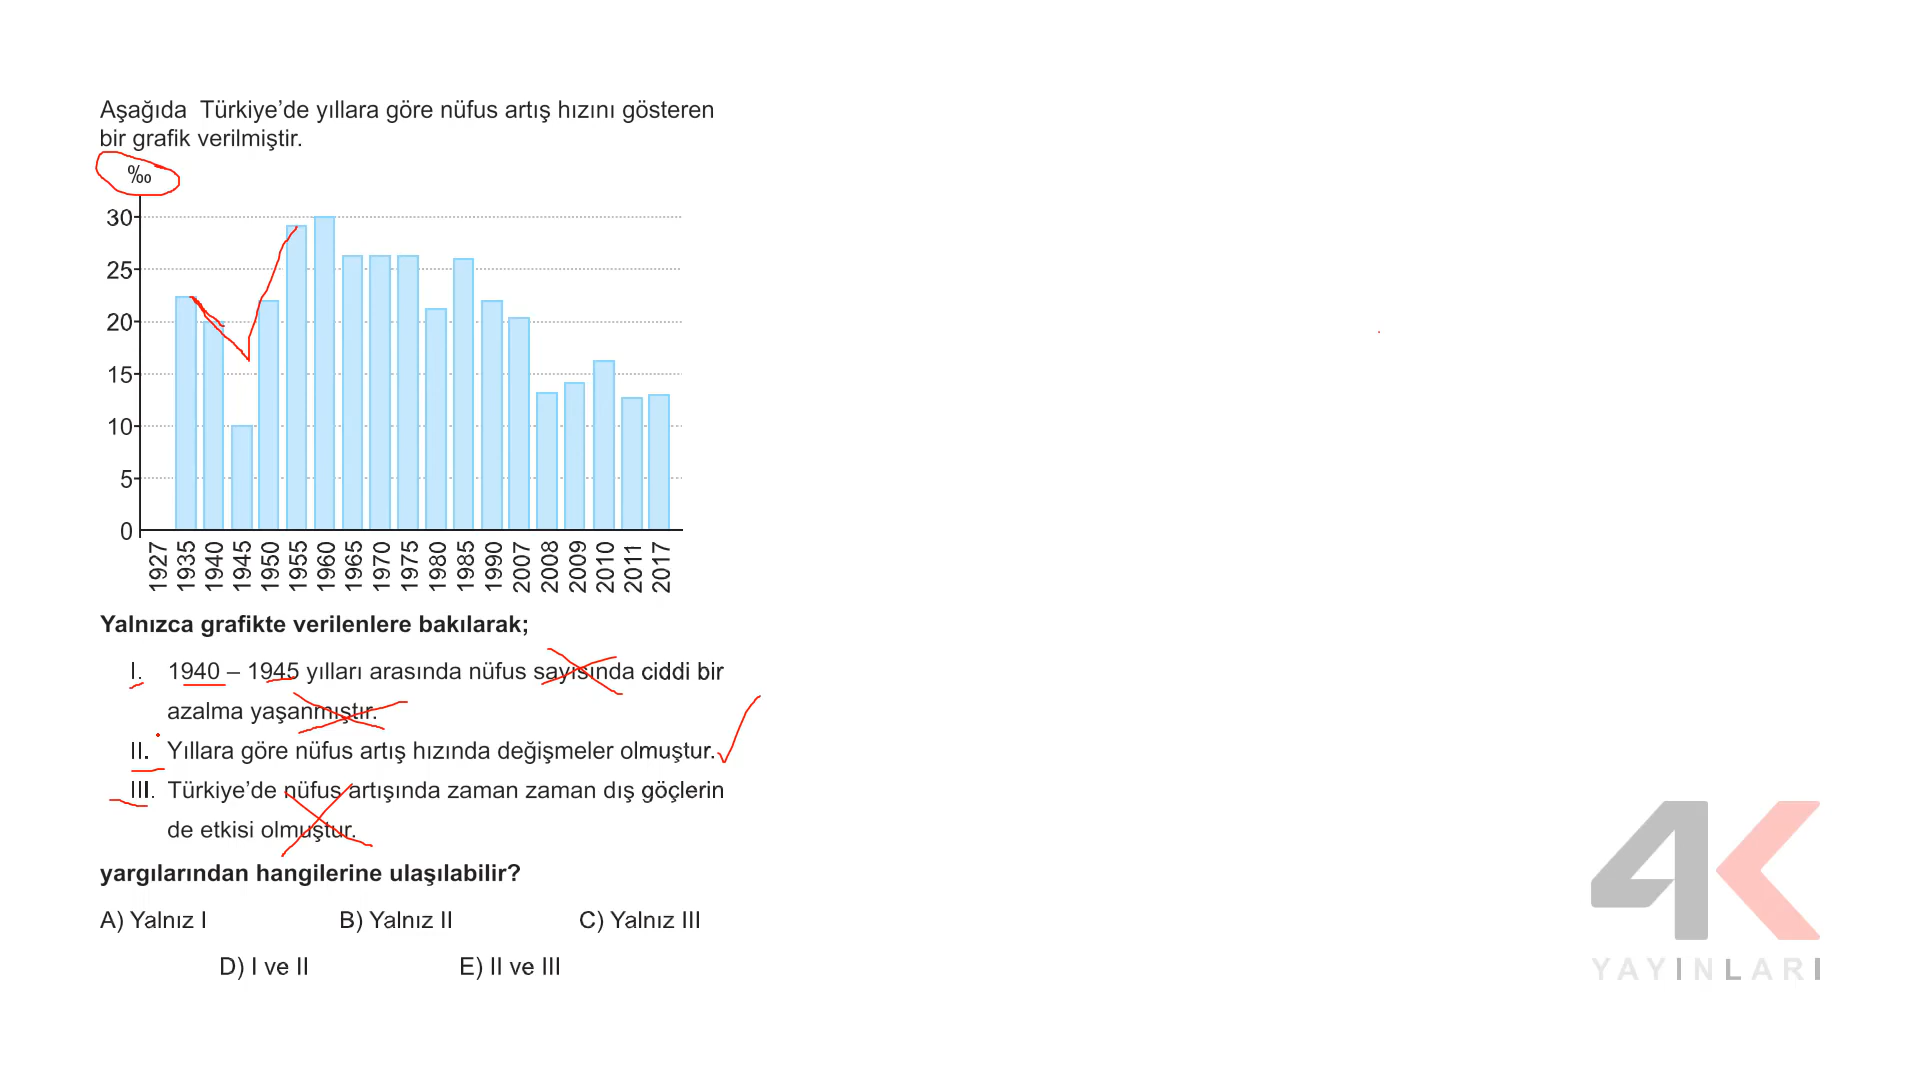 Aşağıda Türkiye’de yıllara göre nüfus artış hızını gösteren
bir grafik verilmiştir.
‰
30
25
20
15
10
5
0
1927 1935 1940 1945 1950 1955 1960 1965 1970 1975 1980 1985 1990 2007 2008 2009 2010 2011 2017
Yalnızca grafikte verilenlere bakılarak;
I. 1940 – 1945 yılları arasında nüfus sayısında ciddi bir
azalma yaşanmıştır.
II. Yıllara göre nüfus artış hızında değişmeler olmuştur.
III. Türkiye’de nüfus artışında zaman zaman dış göçlerin
de etkisi olmuştur.
yargılarından hangilerine ulaşılabilir?
A) Yalnız I B) Yalnız II C) Yalnız III
D) I ve II E) II ve III
4K
YAYINLARI